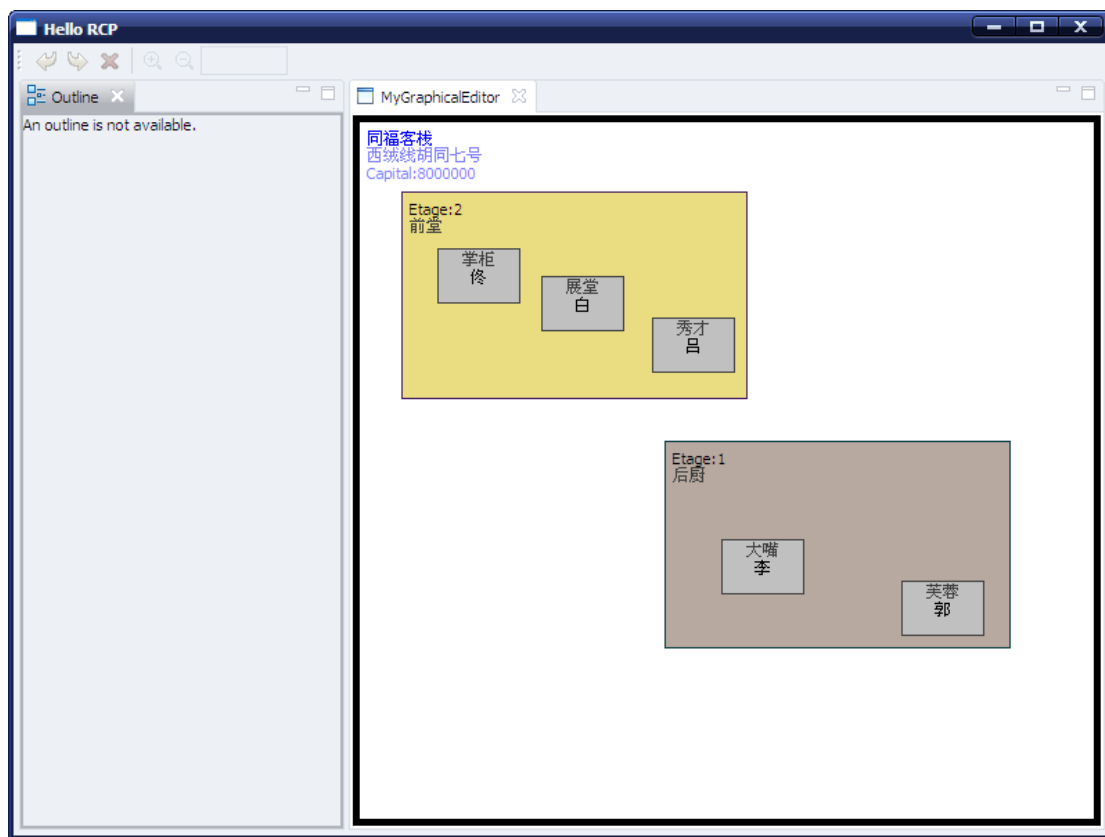 Hello RCP
Outline
MyGraphicalEditor
An outline is not available.
同福客栈
西绒线胡同七号
Capital:8000000
Etage:2
前堂
掌柜
佟
展堂
白
秀才
吕
Etage:1
后厨
大嘴
李
芙蓉
郭